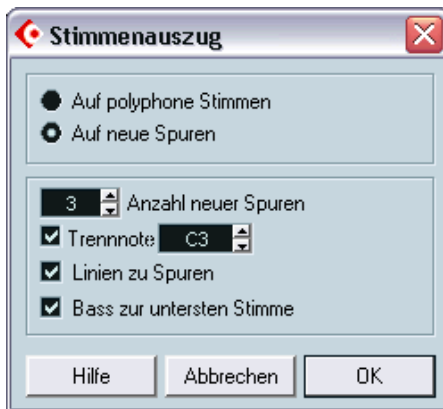 Stimmenauszug
Auf polyphone Stimmen
Auf neue Spuren
3 Anzahl neuer Spuren
Trennnote C3
Linien zu Spuren
Bass zur untersten Stimme
Hilfe Abbrechen OK